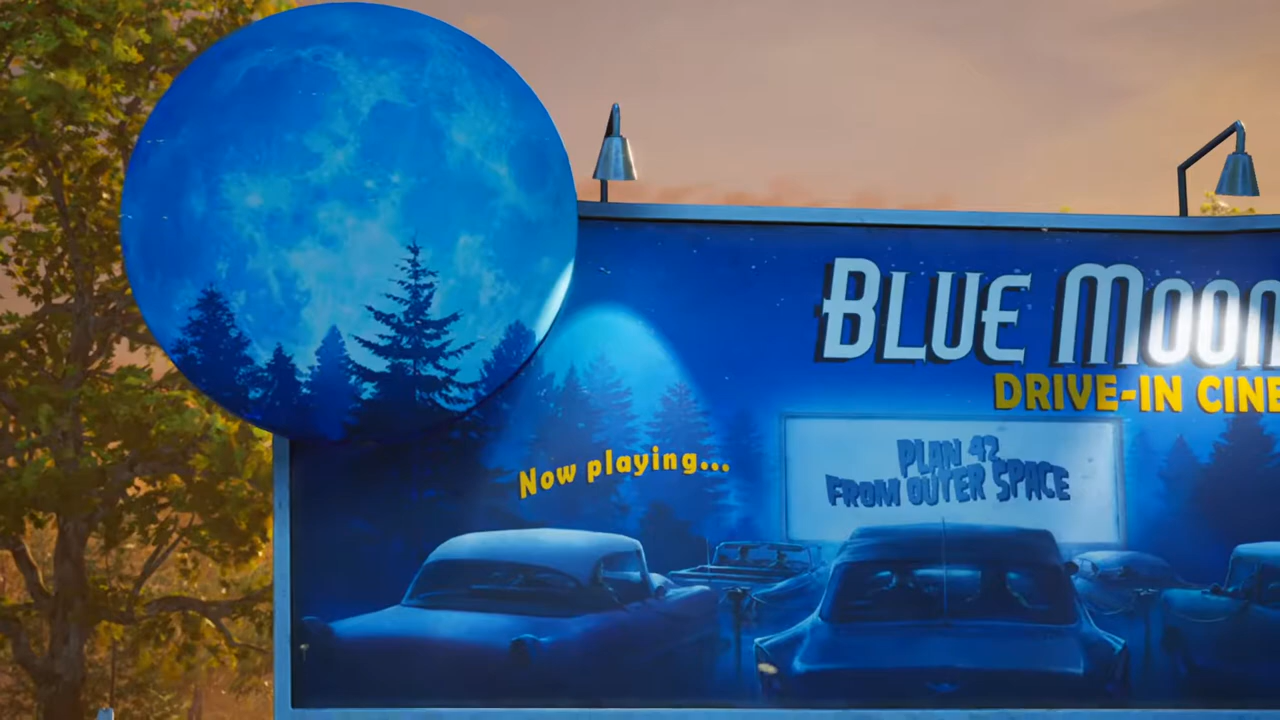 BLUE MOON
DRIVE-IN CINE
Now playing...
PLAN 42
FROM OUTER SPACE